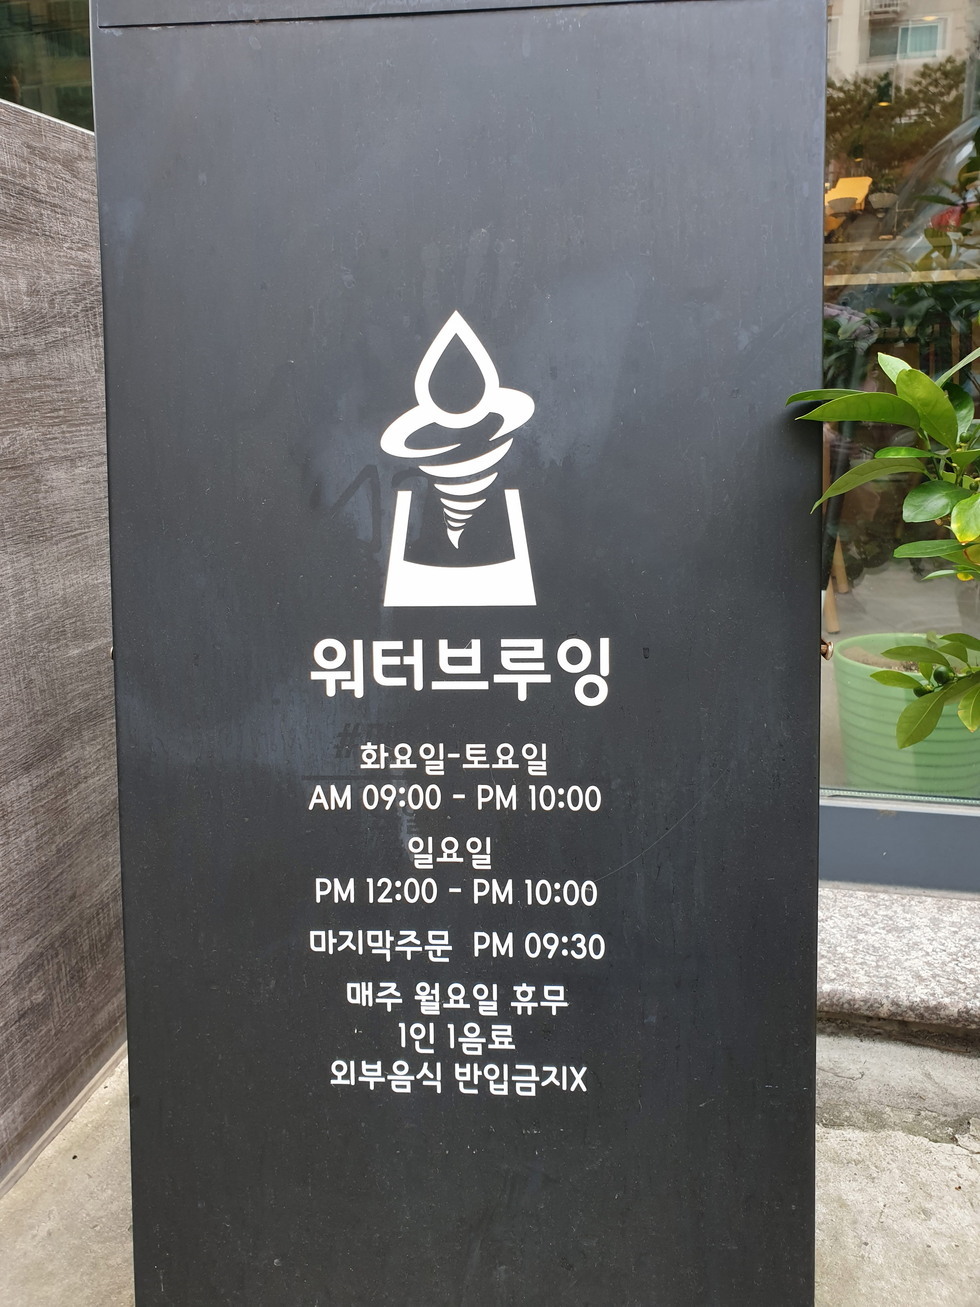 워터브루잉
화요일-토요일
AM 09:00 - PM 10:00
일요일
PM 12:00 - PM 10:00
마지막주문 PM 09:30
매주 월요일 휴무
1인 1음료
외부음식 반입금지X